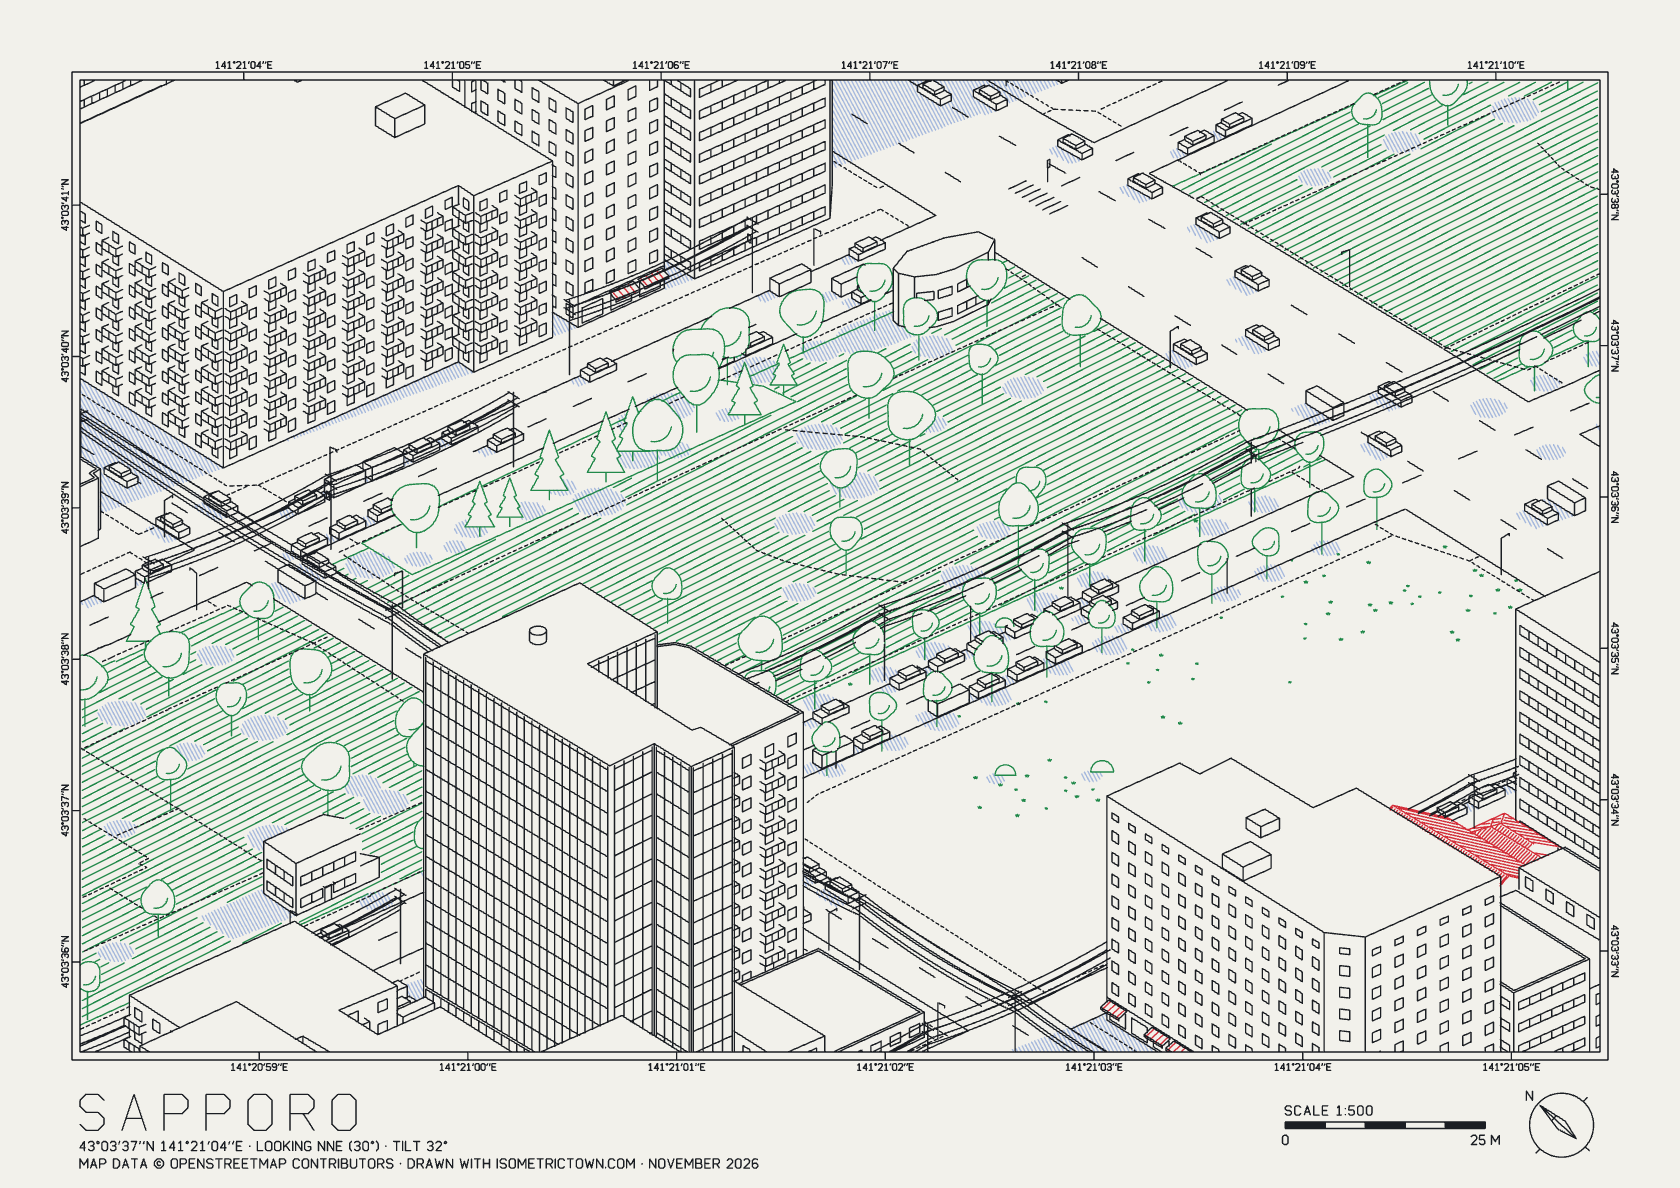 141°21'04"E 141°21'05"E 141°21'06"E 141°21'07"E 141°21'08"E 141°21'09"E 141°21'10"E
43°03'41"N
43°03'40"N
43°03'39"N
43°03'38"N
43°03'37"N
43°03'36"N
43°03'38"N
43°03'37"N
43°03'36"N
43°03'35"N
43°03'34"N
43°03'33"N
141°20'59"E 141°21'00"E 141°21'01"E 141°21'02"E 141°21'03"E 141°21'04"E 141°21'05"E
SAPPORO
43°03'37"N 141°21'04"E · LOOKING NNE (30°) · TILT 32°
MAP DATA © OPENSTREETMAP CONTRIBUTORS · DRAWN WITH ISOMETRICTOWN.COM · NOVEMBER 2026
SCALE 1:500
0 25 M
N